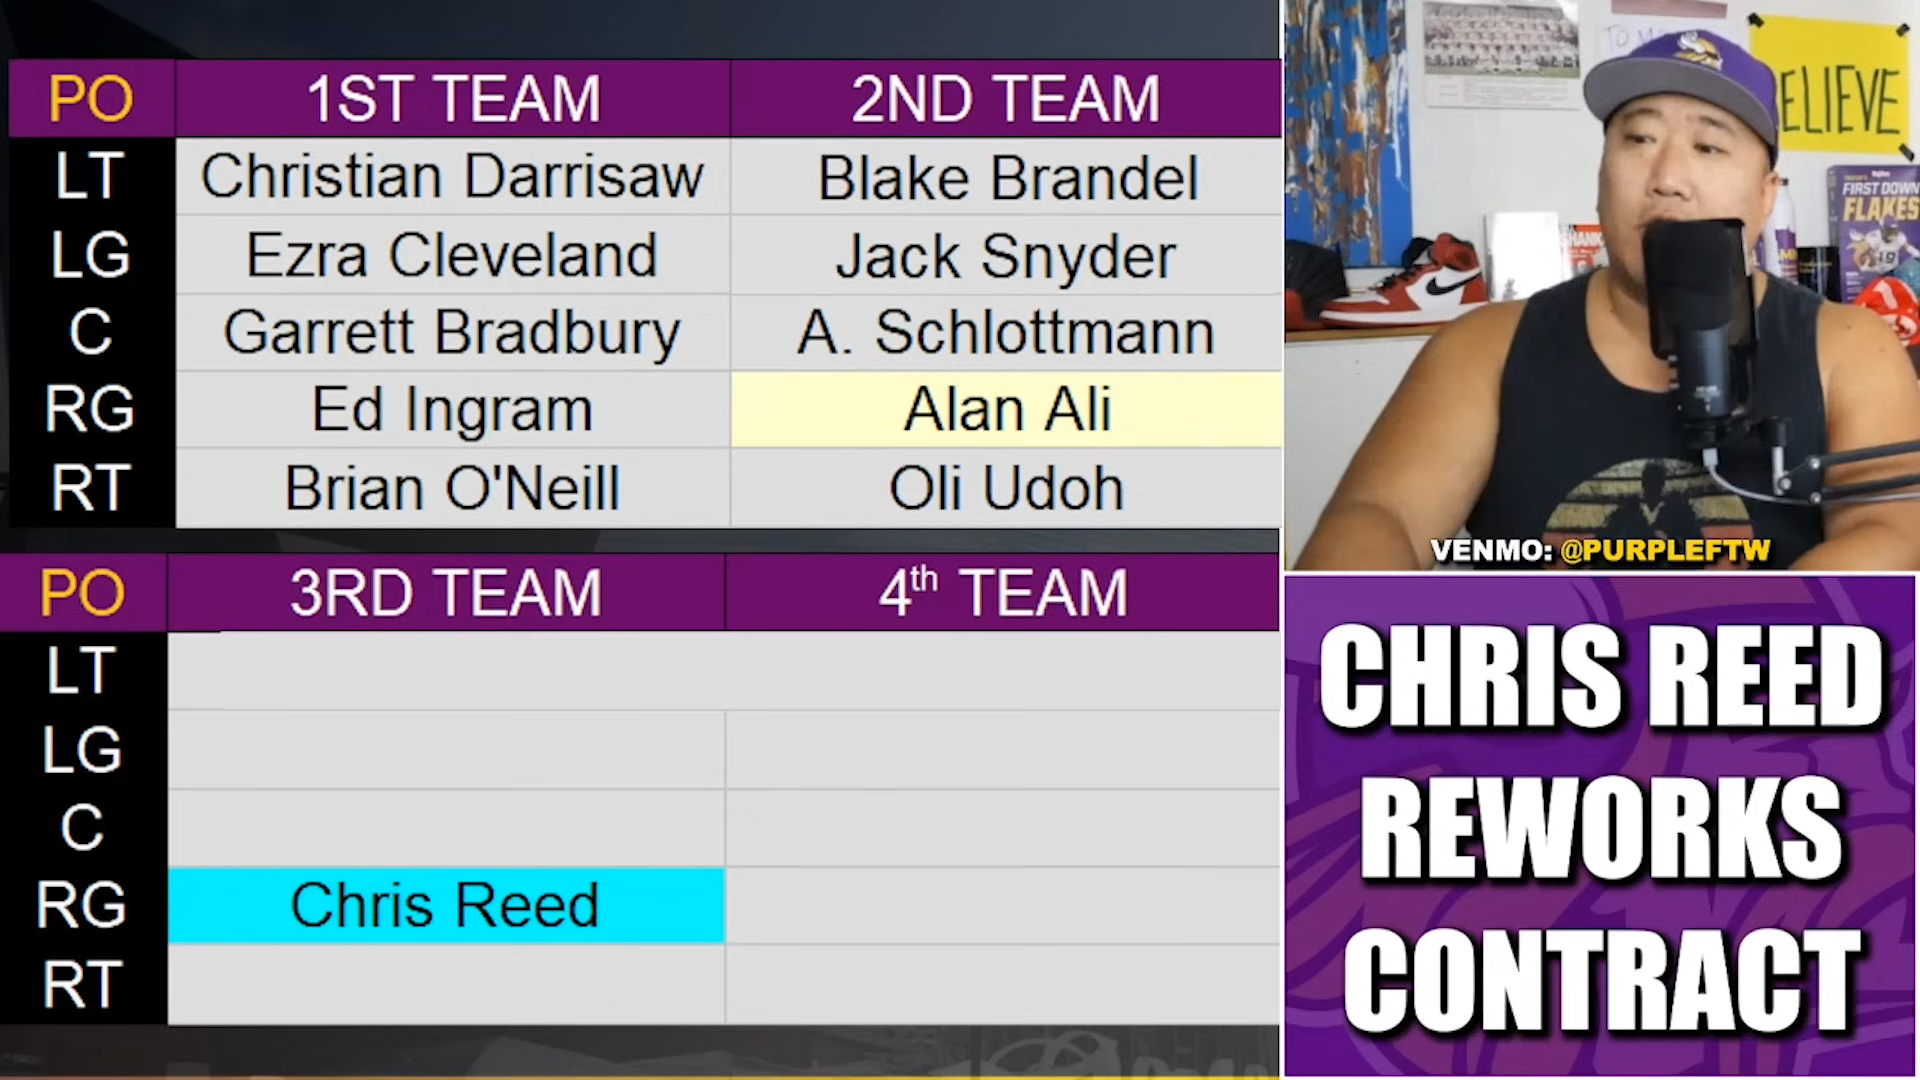 PO 1ST TEAM 2ND TEAM
LT Christian Darrisaw Blake Brandel
LG Ezra Cleveland Jack Snyder
C Garrett Bradbury A. Schlottmann
RG Ed Ingram Alan Ali
RT Brian O'Neill Oli Udoh
PO 3RD TEAM 4th TEAM
LT
LG
C
RG Chris Reed
RT
TO M
ELIEVE
FIRST DOWN
FLAKES
19
VENMO: @PURPLEFTW
CHRIS REED
REWORKS
CONTRACT